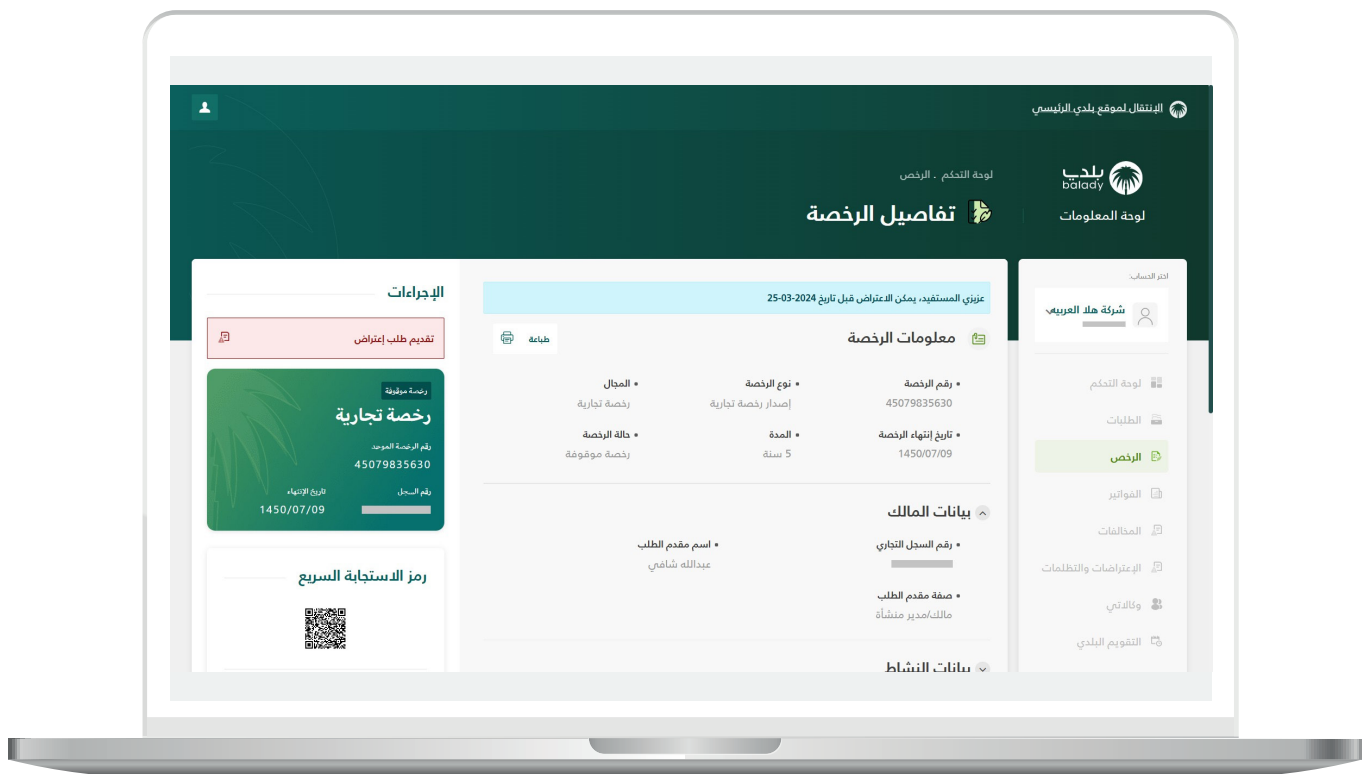 الإنتقال لموقع بلدي الرئيسي
بلدي
balady
لوحة المعلومات
لوحة التحكم . الرخص
تفاصيل الرخصة
اختر الحساب:
شركة هلا العربيه
لوحة التحكم
الطلبات
الرخص
الفواتير
المخالفات
الإعتراضات والتظلمات
وكالاتي
التقويم البلدي
عزيزي المستفيد، يمكن الاعتراض قبل تاريخ 2024-03-25
معلومات الرخصة
طباعة
• رقم الرخصة • نوع الرخصة • المجال
45079835630 إصدار رخصة تجارية رخصة تجارية
• تاريخ إنتهاء الرخصة • المدة • حالة الرخصة
1450/07/09 5 سنة رخصة موقوفة
بيانات المالك
• رقم السجل التجاري • اسم مقدم الطلب
عبدالله شافي
• صفة مقدم الطلب
مالك/مدير منشأة
بيانات النشاط
الإجراءات
تقديم طلب إعتراض
رخصة موقوفة
رخصة تجارية
رقم الرخصة الموحد
45079835630
رقم السجل تاريخ الإنتهاء
1450/07/09
رمز الاستجابة السريع